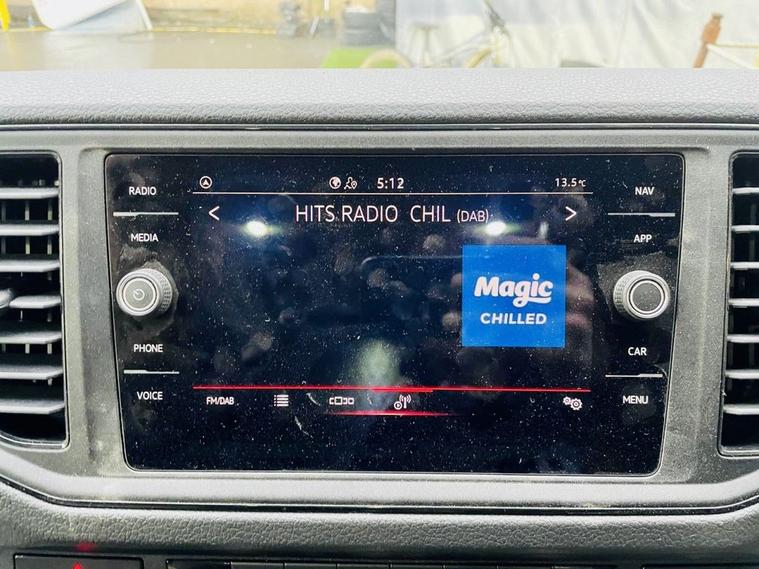 RADIO
MEDIA
PHONE
VOICE
5:12
13.5°C
< HITS RADIO CHIL (DAB) >
Magic
CHILLED
FM/DAB
NAV
APP
CAR
MENU